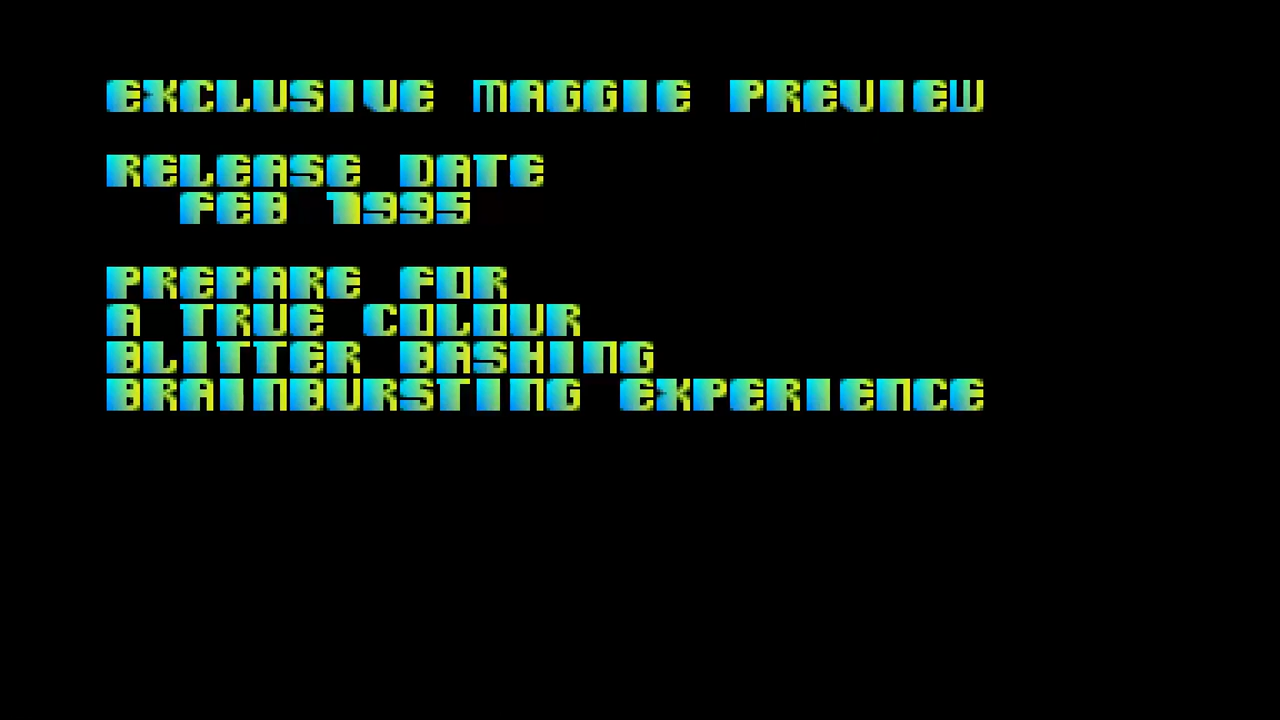 EXCLUSIVE MAGGIE PREVIEW
RELEASE DATE
FEB 1995
PREPARE FOR
A TRUE COLOUR
BLITTER BASHING
BRAINBURSTING EXPERIENCE